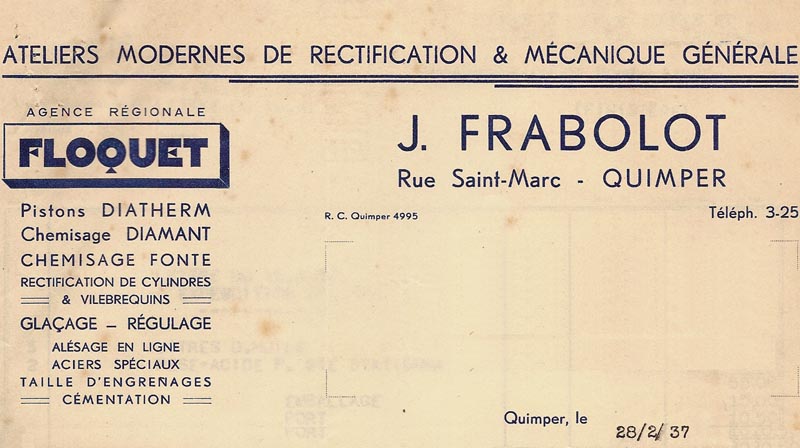 ATELIERS MODERNES DE RECTIFICATION & MÉCANIQUE GÉNÉRALE
AGENCE RÉGIONALE
FLOQUET
Pistons DIATHERM
Chemisage DIAMANT
CHEMISAGE FONTE
RECTIFICATION DE CYLINDRES
& VILEBREQUINS
GLAÇAGE – RÉGULAGE
ALÉSAGE EN LIGNE
ACIERS SPÉCIAUX
TAILLE D'ENGRENAGES
CÉMENTATION
J. FRABOLOT
Rue Saint-Marc - QUIMPER
R. C. Quimper 4995
Téléph. 3-25
EMBALLAGE
PORT
Quimper, le 28/2/37